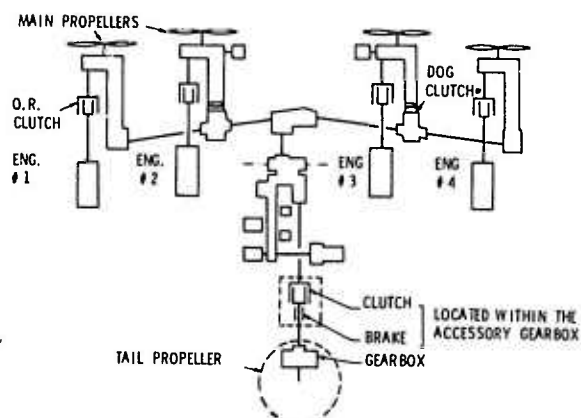 MAIN PROPELLERS
O.R.
CLUTCH
DOG
CLUTCH
ENG.
#1
ENG.
#2
ENG
#3
ENG
#4
CLUTCH
BRAKE
LOCATED WITHIN THE
ACCESSORY GEARBOX
TAIL PROPELLER
GEARBOX